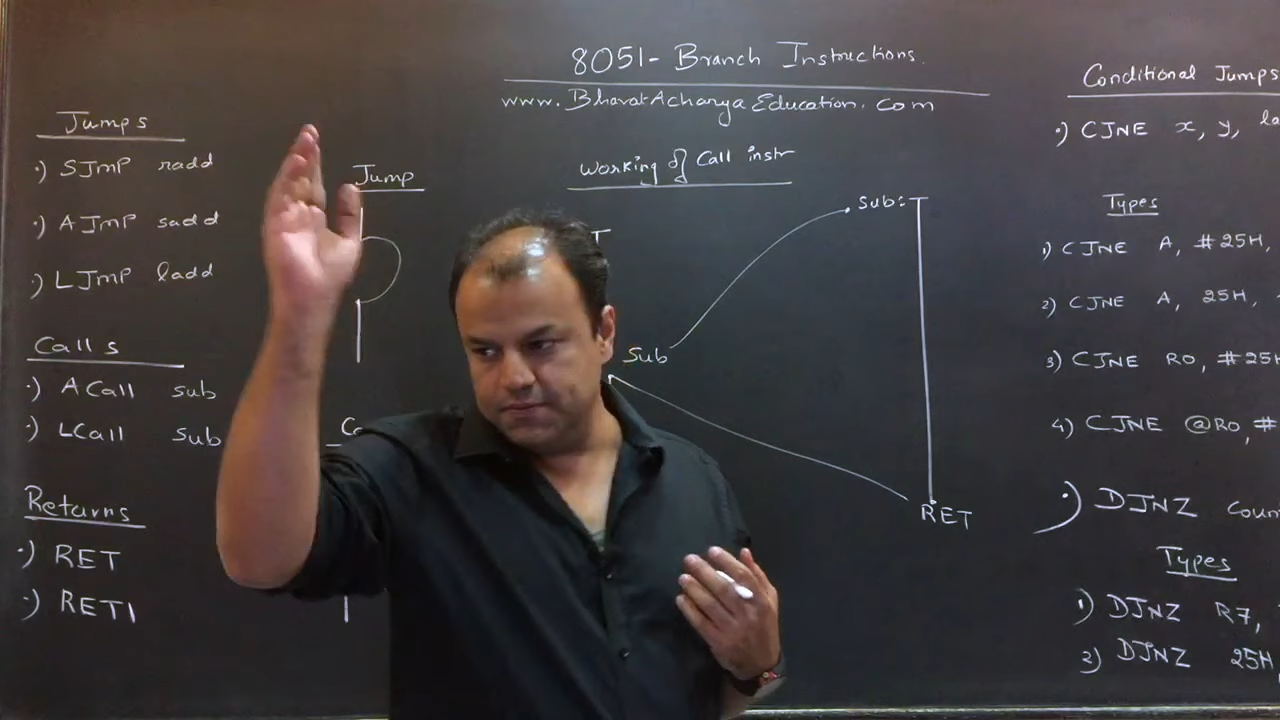 8051- Branch Instructions.
www.BharatAcharyaEducation.com
Jumps
.) SJmP radd
.) AJmP sadd
.) LJmP ladd
Calls
.) ACall sub
.) LCall sub
Returns
.) RET
.) RETI
Jump
Working of Call instr
Sub
Sub:
RET
Conditional Jumps
.) CJNE x, y,
Types
1) CJNE A, #25H,
2) CJNE A, 25H,
3) CJNE R0, #25H
4) CJNE @R0, #
.) DJNZ
Types
1) DJNZ R7,
2) DJNZ 25H